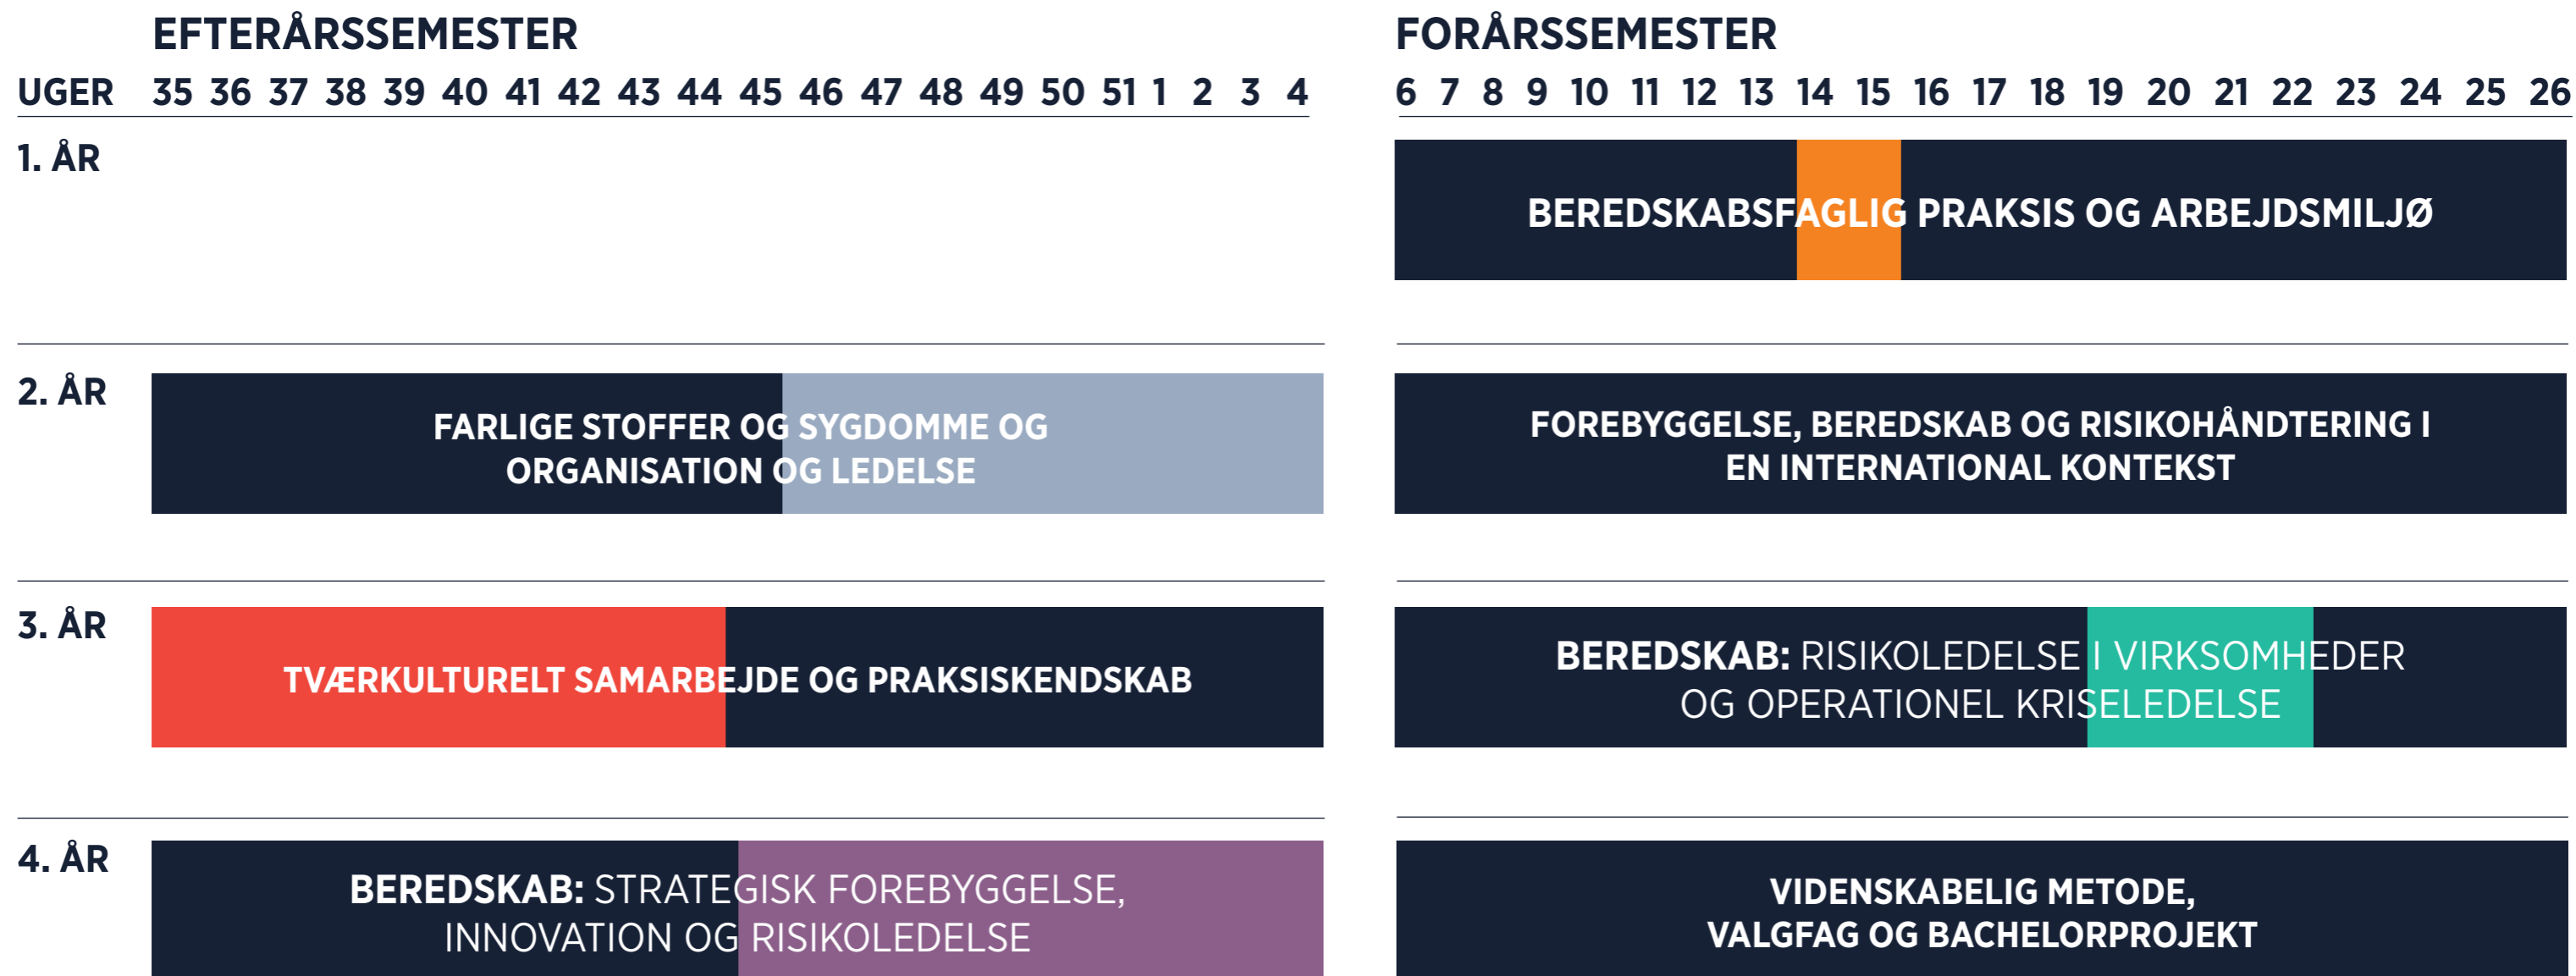 EFTERÅRSSEMESTER
FORÅRSSEMESTER
UGER 35 36 37 38 39 40 41 42 43 44 45 46 47 48 49 50 51 1 2 3 4
6 7 8 9 10 11 12 13 14 15 16 17 18 19 20 21 22 23 24 25 26
1. ÅR
BEREDSKABSFAGLIG PRAKSIS OG ARBEJDSMILJØ
2. ÅR
FARLIGE STOFFER OG SYGDOMME OG
ORGANISATION OG LEDELSE
FOREBYGGELSE, BEREDSKAB OG RISIKOHÅNDTERING I
EN INTERNATIONAL KONTEKST
3. ÅR
TVÆRKULTURELT SAMARBEJDE OG PRAKSISKENDSKAB
BEREDSKAB: RISIKOLEDELSE I VIRKSOMHEDER
OG OPERATIONEL KRISELEDELSE
4. ÅR
BEREDSKAB: STRATEGISK FOREBYGGELSE,
INNOVATION OG RISIKOLEDELSE
VIDENSKABELIG METODE,
VALGFAG OG BACHELORPROJEKT